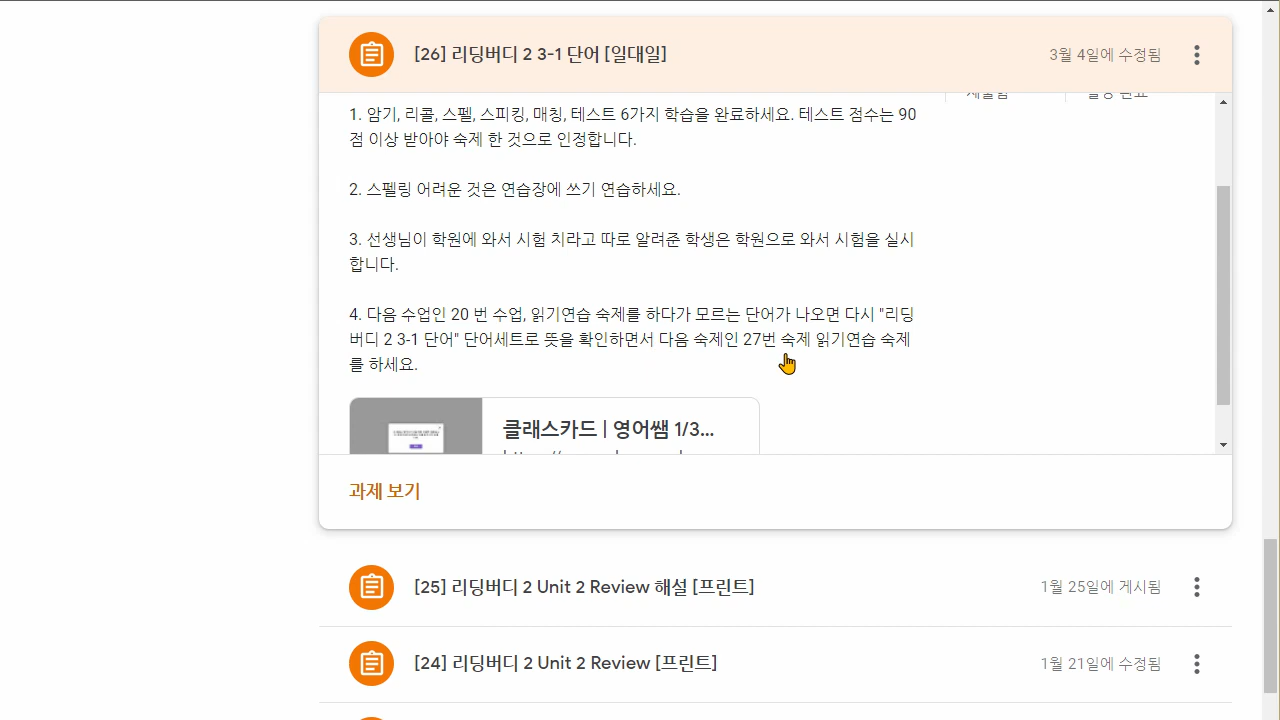 [26] 리딩버디 2 3-1 단어 [일대일]
3월 4일에 수정됨
1. 암기, 리콜, 스펠, 스피킹, 매칭, 테스트 6가지 학습을 완료하세요. 테스트 점수는 90
점 이상 받아야 숙제 한 것으로 인정합니다.
2. 스펠링 어려운 것은 연습장에 쓰기 연습하세요.
3. 선생님이 학원에 와서 시험 치라고 따로 알려준 학생은 학원으로 와서 시험을 실시
합니다.
4. 다음 수업인 20 번 수업, 읽기연습 숙제를 하다가 모르는 단어가 나오면 다시 "리딩
버디 2 3-1 단어" 단어세트로 뜻을 확인하면서 다음 숙제인 27번 숙제 읽기연습 숙제
를 하세요.
클래스카드 | 영어쌤 1/3...
과제 보기
[25] 리딩버디 2 Unit 2 Review 해설 [프린트]
1월 25일에 게시됨
[24] 리딩버디 2 Unit 2 Review [프린트]
1월 21일에 수정됨